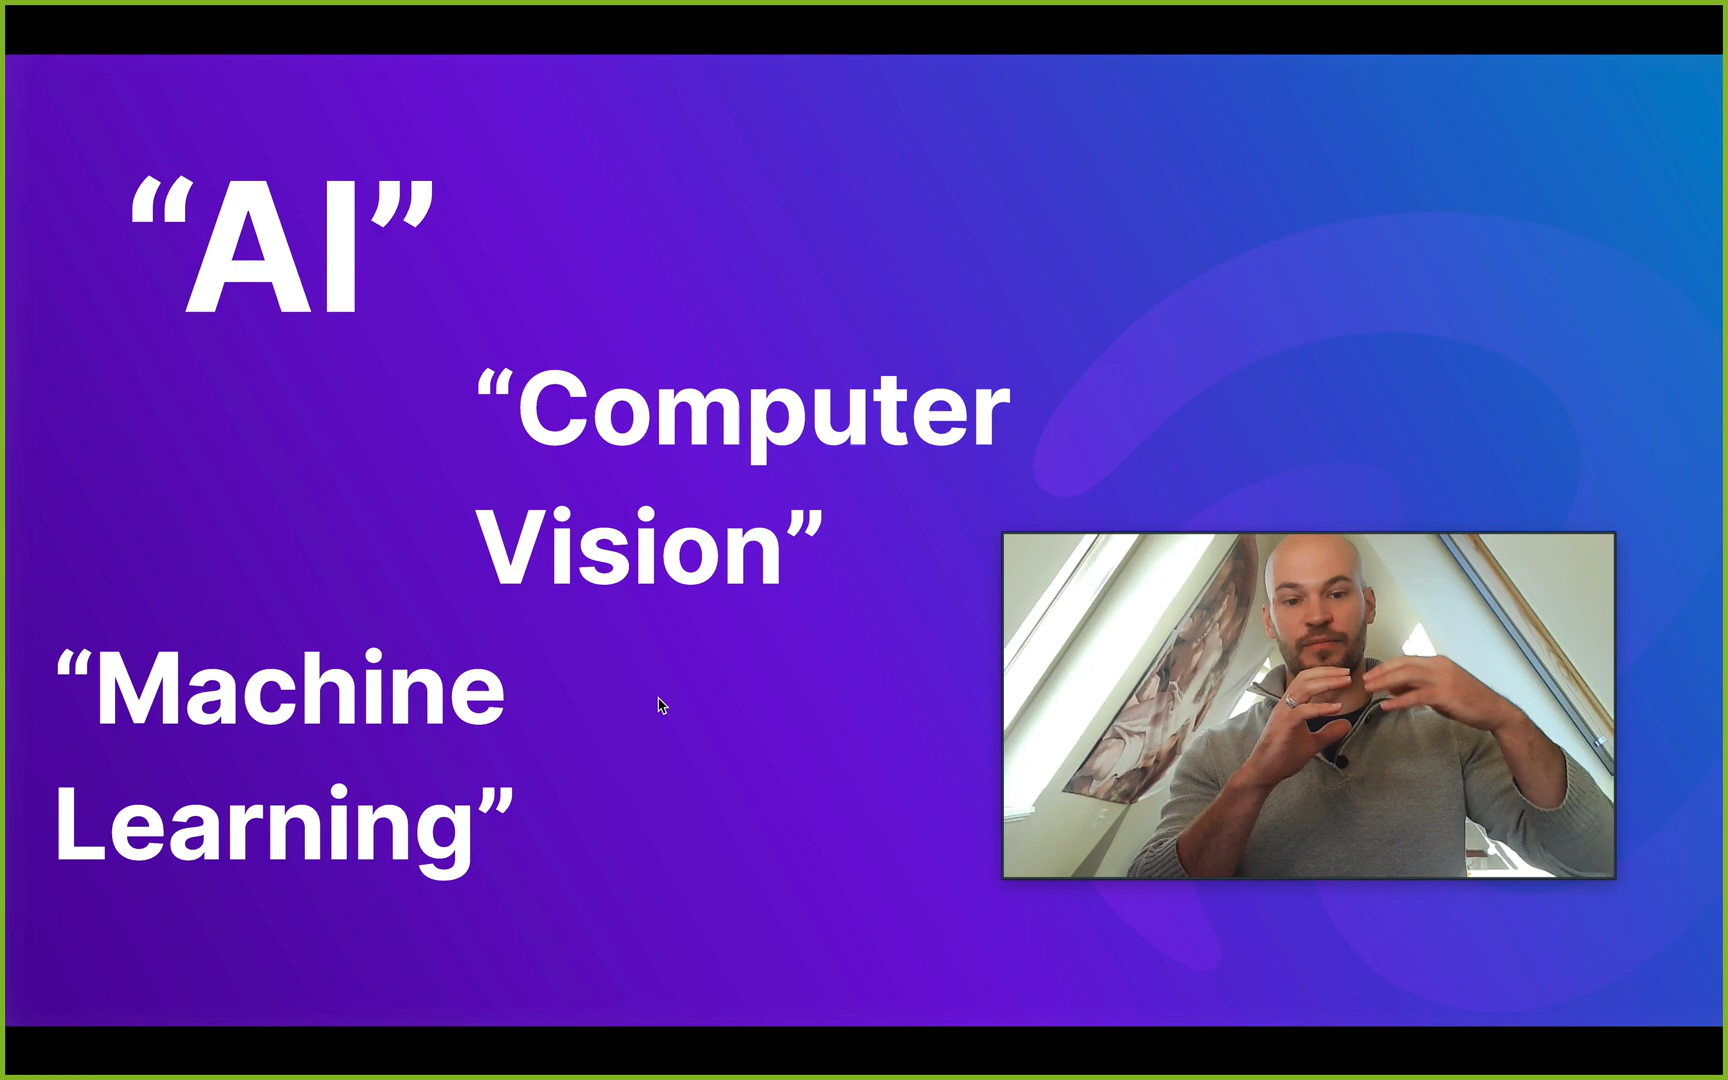 “AI”
“Computer
Vision”
“Machine
Learning”